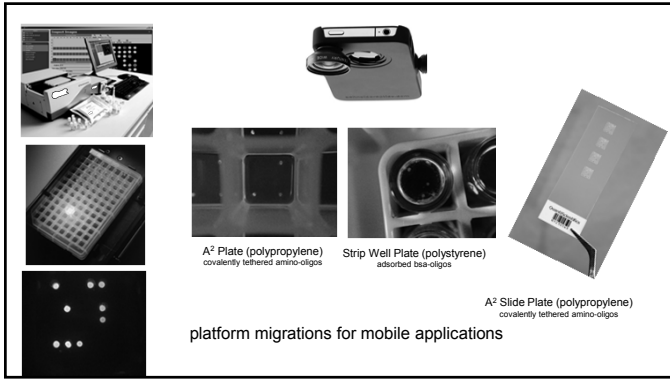 A² Plate (polypropylene)
covalently tethered amino-oligos
Strip Well Plate (polystyrene)
adsorbed bsa-oligos
A² Slide Plate (polypropylene)
covalently tethered amino-oligos
platform migrations for mobile applications